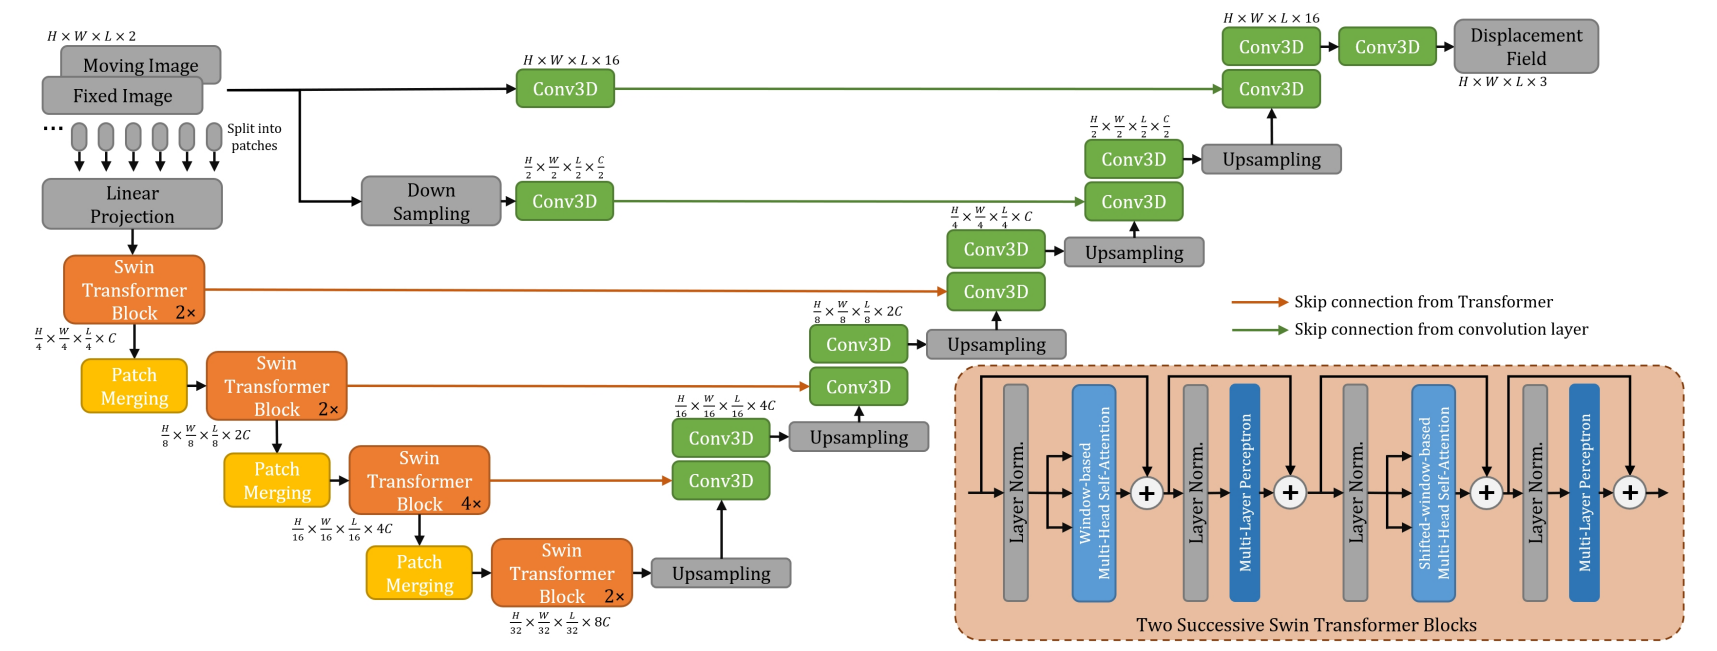 H × W × L × 2
Moving Image
Fixed Image
...
Split into
patches
Linear
Projection
Swin
Transformer
Block 2×
H/4 × W/4 × L/4 × C
Patch
Merging
Swin
Transformer
Block 2×
H/8 × W/8 × L/8 × 2C
Patch
Merging
Swin
Transformer
Block 4×
H/16 × W/16 × L/16 × 4C
Patch
Merging
Swin
Transformer
Block 2×
H/32 × W/32 × L/32 × 8C
Upsampling
H × W × L × 16
Conv3D
Down
Sampling
H/2 × W/2 × L/2 × C/2
Conv3D
H/16 × W/16 × L/16 × 4C
Conv3D
Conv3D
Upsampling
H/8 × W/8 × L/8 × 2C
Conv3D
Conv3D
Upsampling
H/4 × W/4 × L/4 × C
Conv3D
Conv3D
Upsampling
H/2 × W/2 × L/2 × C/2
Conv3D
Conv3D
Upsampling
H × W × L × 16
Conv3D
Conv3D
Conv3D
Displacement
Field
H × W × L × 3
Skip connection from Transformer
Skip connection from convolution layer
Layer Norm.
Window-based
Multi-Head Self-Attention
+
Layer Norm.
Multi-Layer Perceptron
+
Layer Norm.
Shifted-window-based
Multi-Head Self-Attention
+
Layer Norm.
Multi-Layer Perceptron
+
Two Successive Swin Transformer Blocks